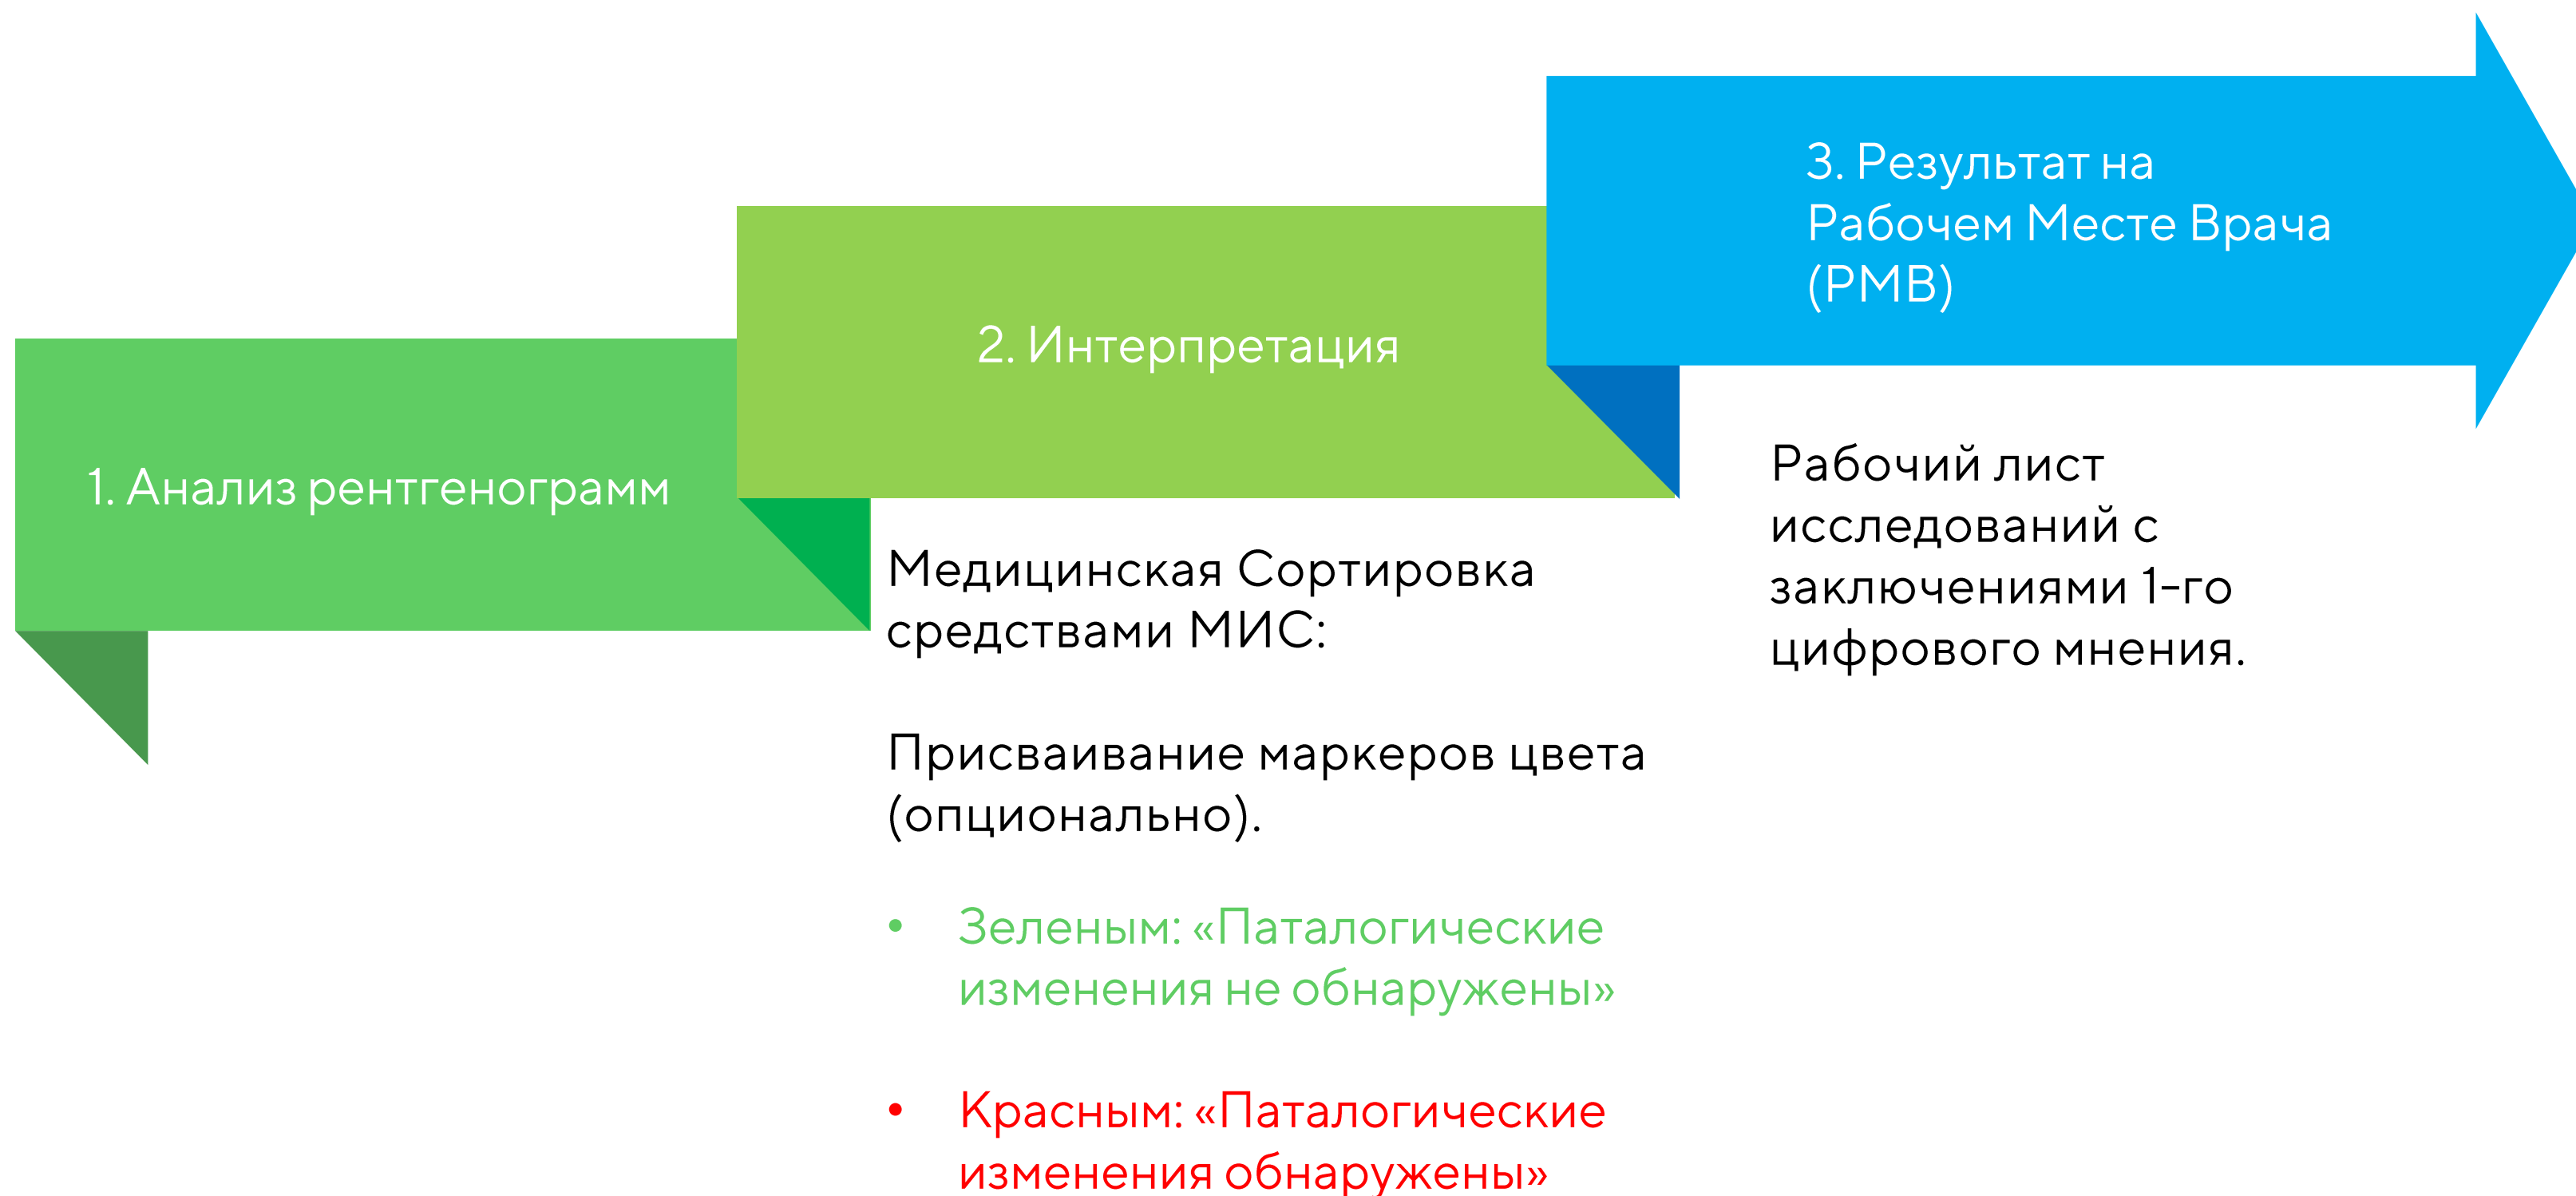 1. Анализ рентгенограмм
2. Интерпретация
Медицинская Сортировка
средствами МИС:
Присваивание маркеров цвета
(опционально).
• Зеленым: «Паталогические
изменения не обнаружены»
• Красным: «Паталогические
изменения обнаружены»
3. Результат на
Рабочем Месте Врача
(РМВ)
Рабочий лист
исследований с
заключениями 1-го
цифрового мнения.